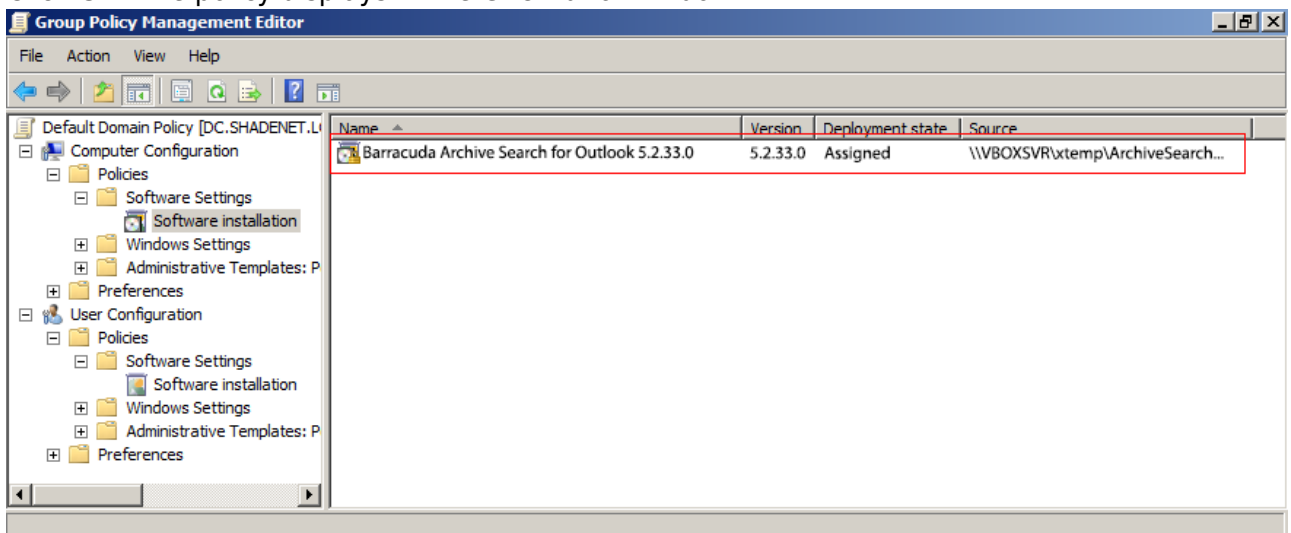 Group Policy Management Editor
File Action View Help
Default Domain Policy [DC.SHADENET.L
Computer Configuration
Policies
Software Settings
Software installation
Windows Settings
Administrative Templates: P
Preferences
User Configuration
Policies
Software Settings
Software installation
Windows Settings
Administrative Templates: P
Preferences
Name Version Deployment state Source
Barracuda Archive Search for Outlook 5.2.33.0 5.2.33.0 Assigned \\VBOXSVR\xtemp\ArchiveSearch...